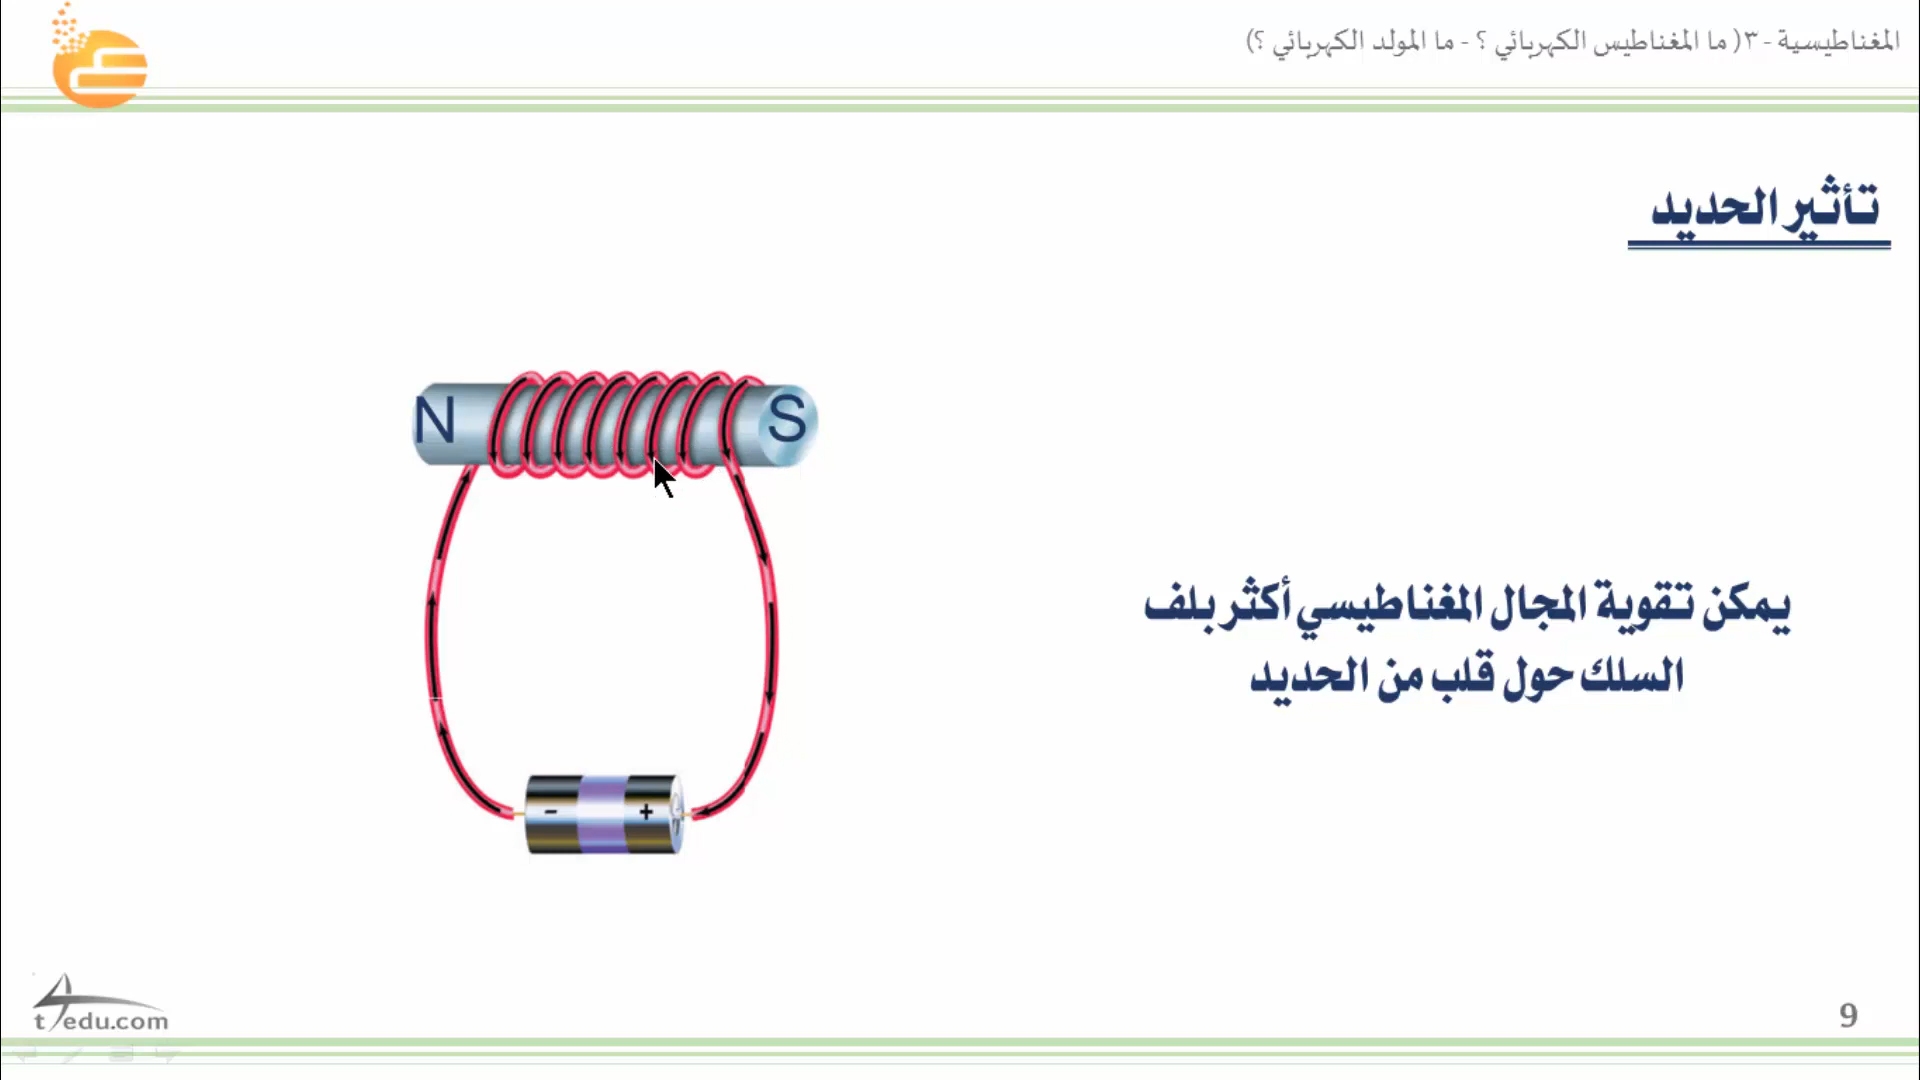 المغناطيسية - ٣( ما المغناطيس الكهربائي ؟ - ما المولد الكهربائي ؟)
تأثير الحديد
N S
يمكن تقوية المجال المغناطيسي أكثر بلف
السلك حول قلب من الحديد
- +
t4edu.com
9